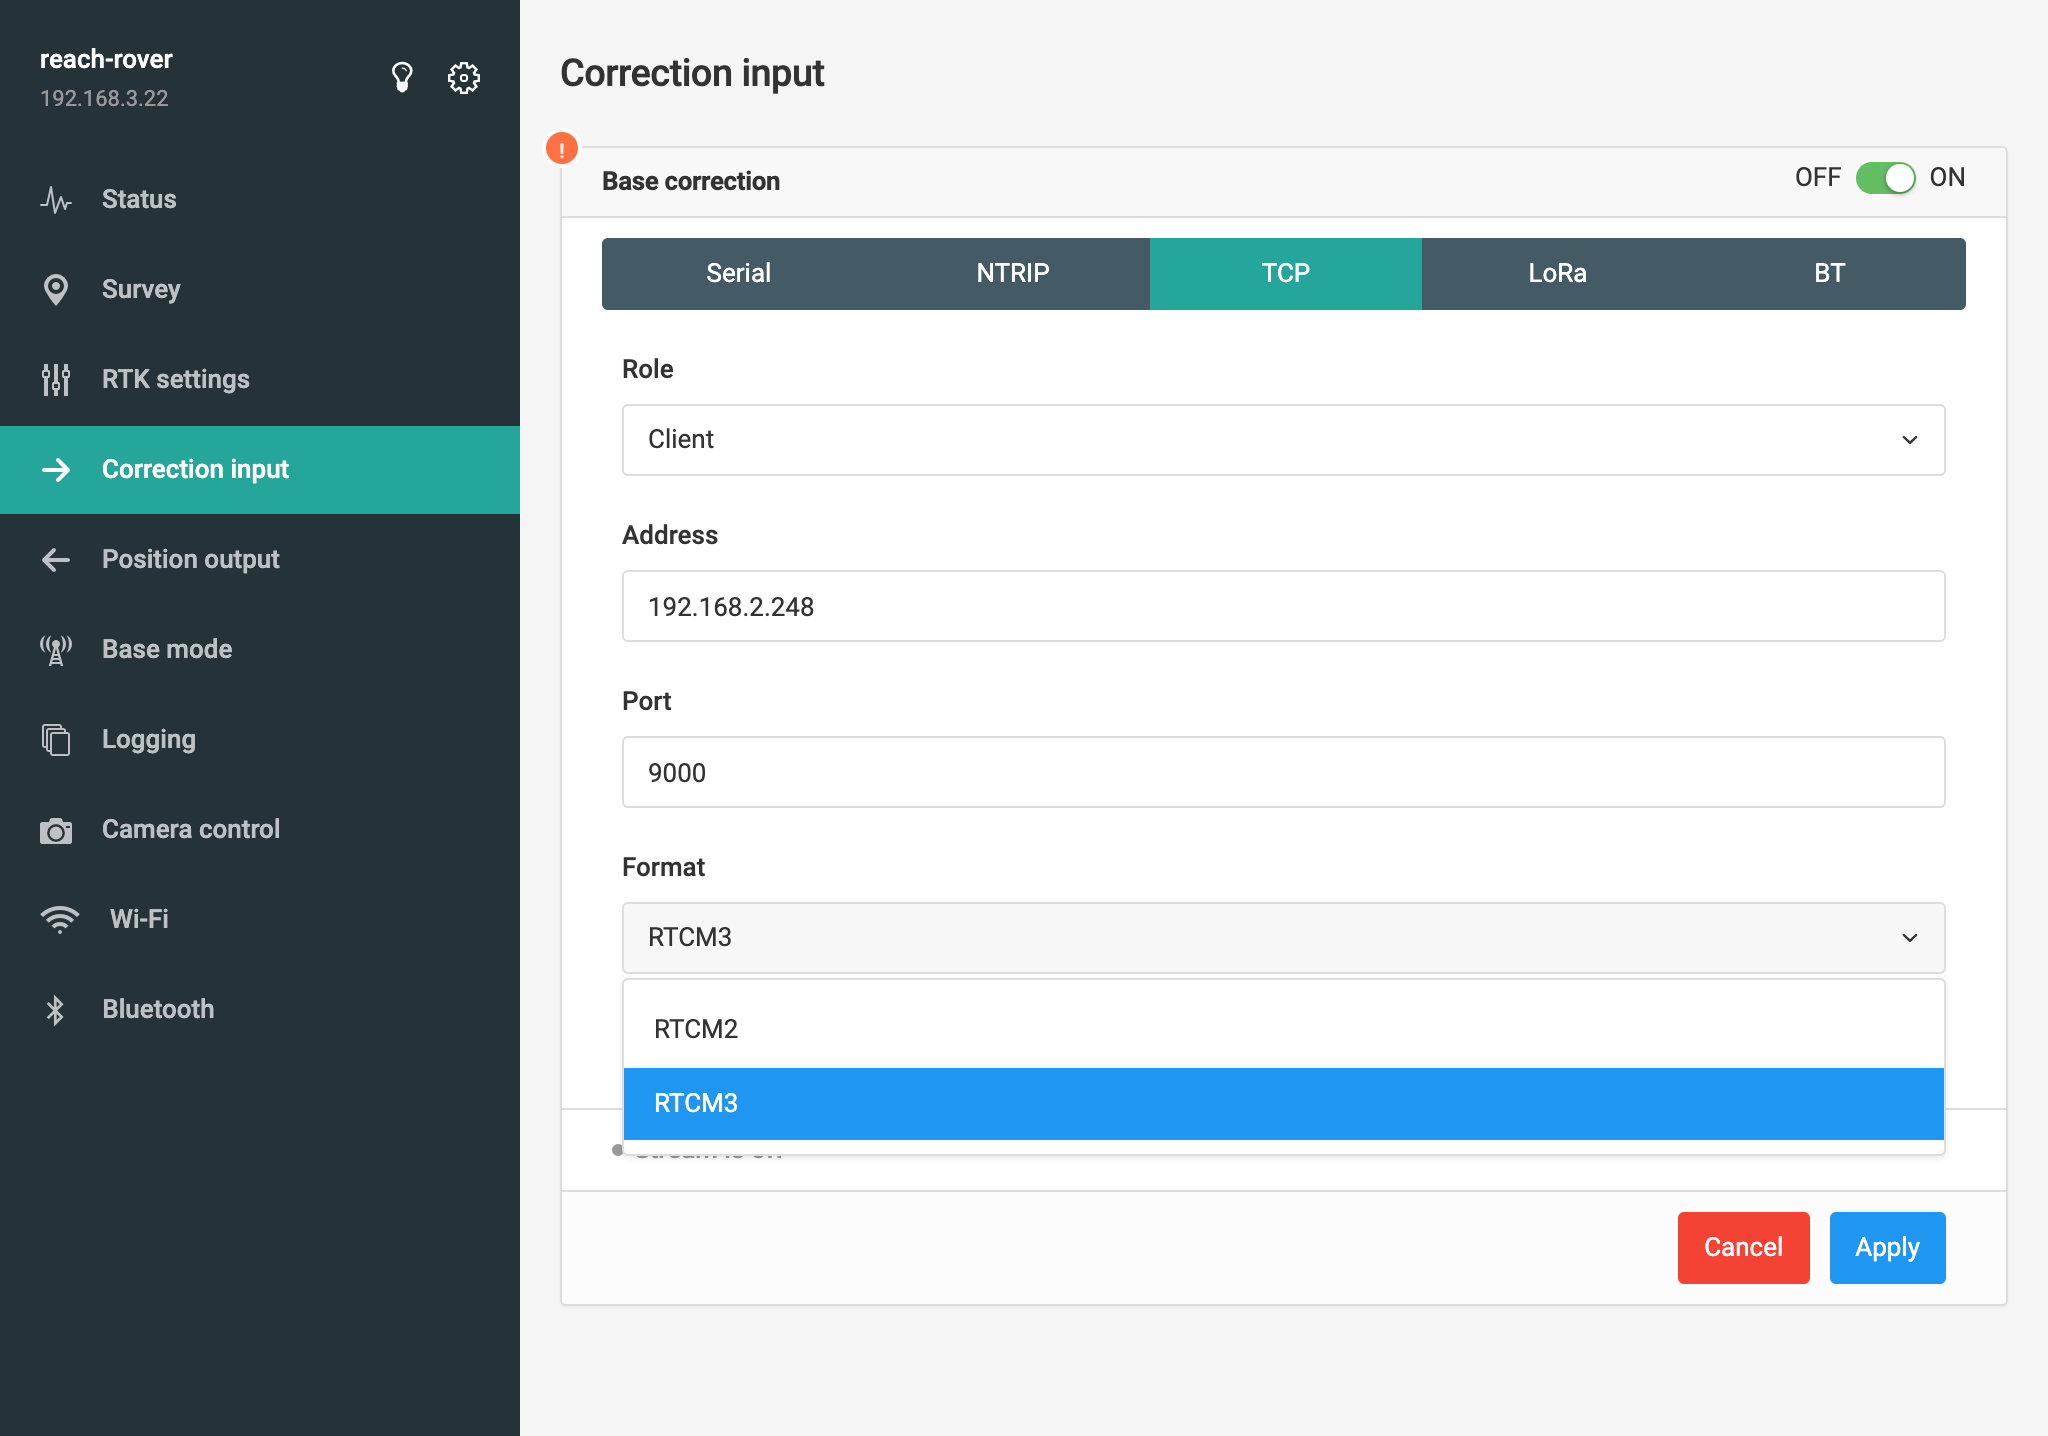 reach-rover
192.168.3.22
Status
Survey
RTK settings
Correction input
Position output
Base mode
Logging
Camera control
Wi-Fi
Bluetooth
Correction input
!
Base correction
OFF ON
Serial NTRIP TCP LoRa BT
Role
Client
Address
192.168.2.248
Port
9000
Format
RTCM3
RTCM2
RTCM3
Cancel Apply